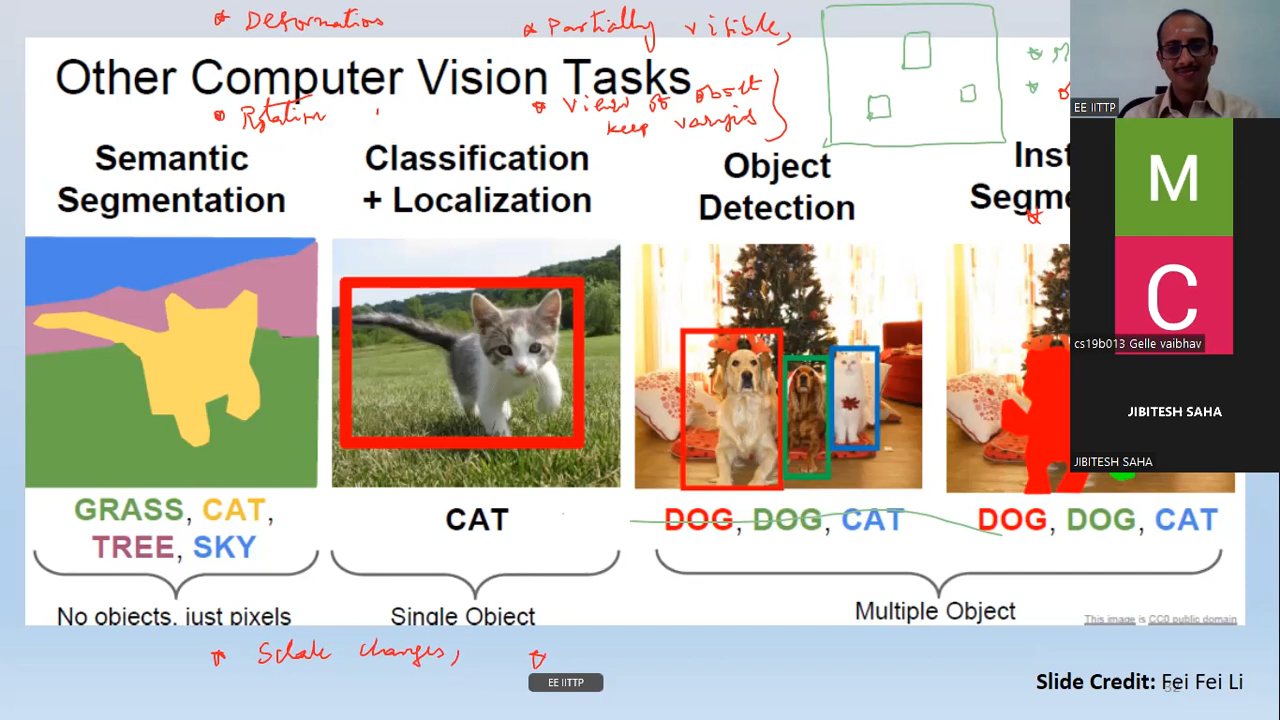 * Deformation
* Partially visible,
Other Computer Vision Tasks
* Rotation
* View of object
keep varying
EE IITTP
Semantic
Segmentation
Classification
+ Localization
Object
Detection
Inst
Segme
M
C
cs19b013 Gelle vaibhav
JIBITESH SAHA
JIBITESH SAHA
GRASS, CAT,
TREE, SKY
CAT
DOG, DOG, CAT
DOG, DOG, CAT
No objects, just pixels
Single Object
Multiple Object
This image is CC0 public domain
* Scale changes,
EE IITTP
Slide Credit: Fei Fei Li